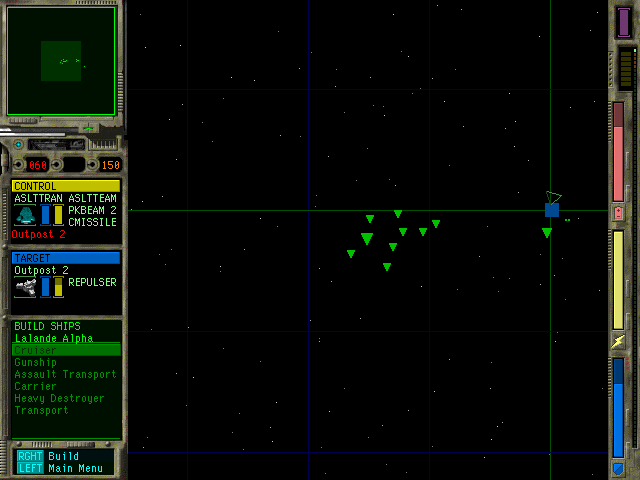 060 150
CONTROL
ASLTTRAN ASLTTEAM
PKBEAM 2
CMISSILE
Outpost 2
TARGET
Outpost 2
REPULSER
BUILD SHIPS
Lalande Alpha
Cruiser
Gunship
Assault Transport
Carrier
Heavy Destroyer
Transport
RGHT Build
LEFT Main Menu